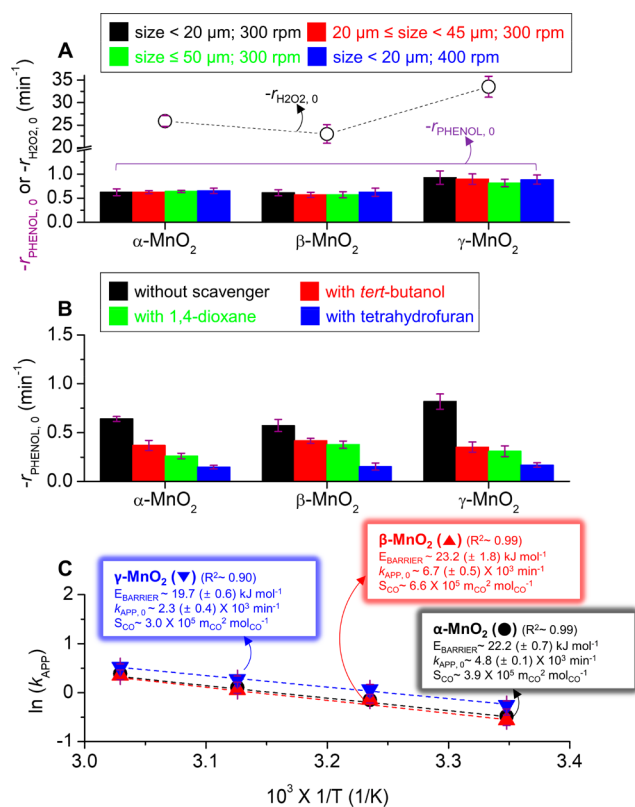 A
size < 20 μm; 300 rpm
20 μm ≤ size < 45 μm; 300 rpm
size ≤ 50 μm; 300 rpm
size < 20 μm; 400 rpm
-rPHENOL, 0 or -rH2O2, 0 (min-1)
35
30
25
20
1.0
0.5
0.0
-rH2O2, 0
-rPHENOL, 0
α-MnO2
β-MnO2
γ-MnO2
B
without scavenger
with tert-butanol
with 1,4-dioxane
with tetrahydrofuran
-rPHENOL, 0 (min-1)
1.5
1.0
0.5
0.0
α-MnO2
β-MnO2
γ-MnO2
β-MnO2 (▲) (R2~ 0.99)
EBARRIER ~ 23.2 (± 1.8) kJ mol-1
kAPP, 0 ~ 6.7 (± 0.5) X 103 min-1
SCO ~ 6.6 X 105 mCO2 molCO-1
C
γ-MnO2 (▼) (R2~ 0.90)
EBARRIER ~ 19.7 (± 0.6) kJ mol-1
kAPP, 0 ~ 2.3 (± 0.4) X 103 min-1
SCO ~ 3.0 X 105 mCO2 molCO-1
α-MnO2 (●) (R2~ 0.99)
EBARRIER ~ 22.2 (± 0.7) kJ mol-1
kAPP, 0 ~ 4.8 (± 0.1) X 103 min-1
SCO ~ 3.9 X 105 mCO2 molCO-1
ln (kAPP)
2
1
0
-1
3.0
3.1
3.2
3.3
3.4
103 X 1/T (1/K)